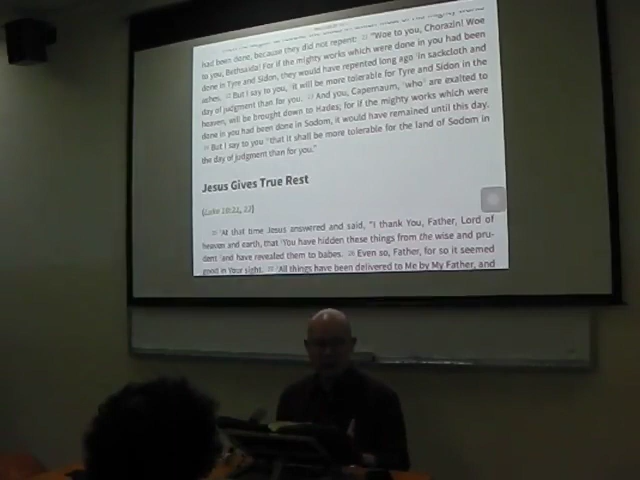 had been done, because they did not repent: 21 "Woe to you, Chorazin! Woe
to you, Bethsaida! For if the mighty works which were done in you had been
done in Tyre and Sidon, they would have repented long ago in sackcloth and
ashes. 22 But I say to you, it will be more tolerable for Tyre and Sidon in the
day of judgment than for you. 23 And you, Capernaum, who are exalted to
heaven, will be brought down to Hades; for if the mighty works which were
done in you had been done in Sodom, it would have remained until this day.
24 But I say to you that it shall be more tolerable for the land of Sodom in
the day of judgment than for you."
Jesus Gives True Rest
(Luke 10:21, 22)
25 At that time Jesus answered and said, "I thank You, Father, Lord of
heaven and earth, that You have hidden these things from the wise and pru-
dent and have revealed them to babes. 26 Even so, Father, for so it seemed
good in Your sight. 27 All things have been delivered to Me by My Father, and